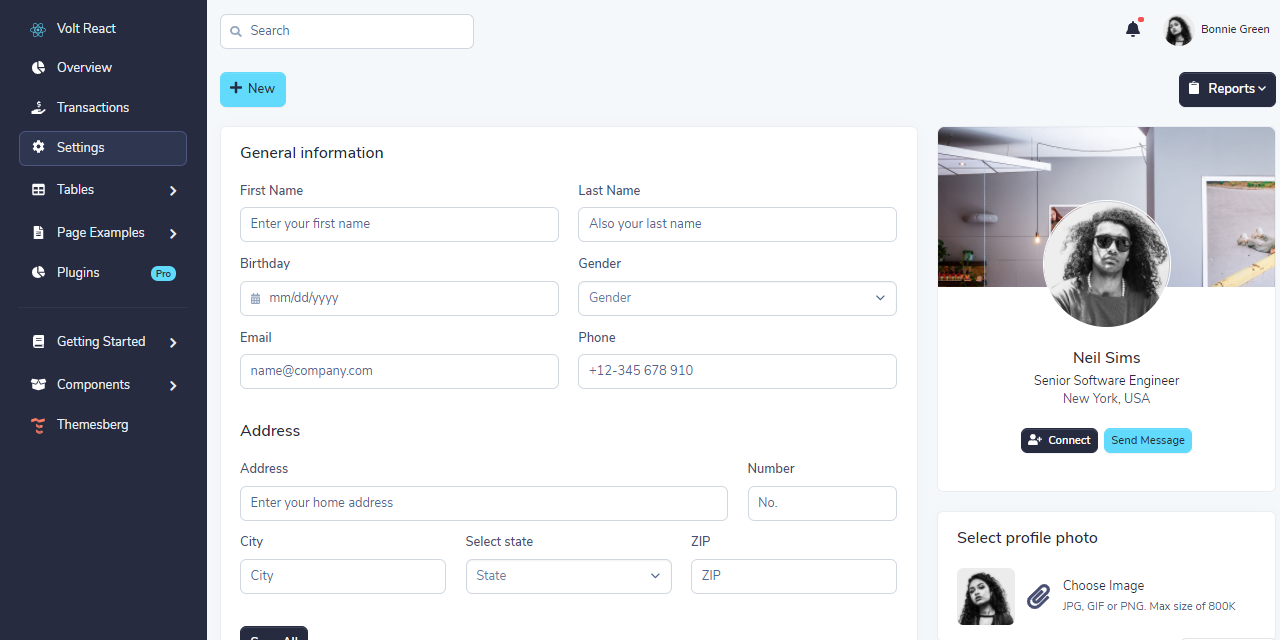 Volt React
Overview
Transactions
Settings
Tables
Page Examples
Plugins
Pro
Getting Started
Components
Themesberg
Search
Bonnie Green
New
Reports
General information
First Name
Last Name
Enter your first name
Also your last name
Birthday
Gender
mm/dd/yyyy
Gender
Email
Phone
name@company.com
+12-345 678 910
Address
Address
Number
Enter your home address
No.
City
Select state
ZIP
City
State
ZIP
Save All
Neil Sims
Senior Software Engineer
New York, USA
Connect
Send Message
Select profile photo
Choose Image
JPG, GIF or PNG. Max size of 800K